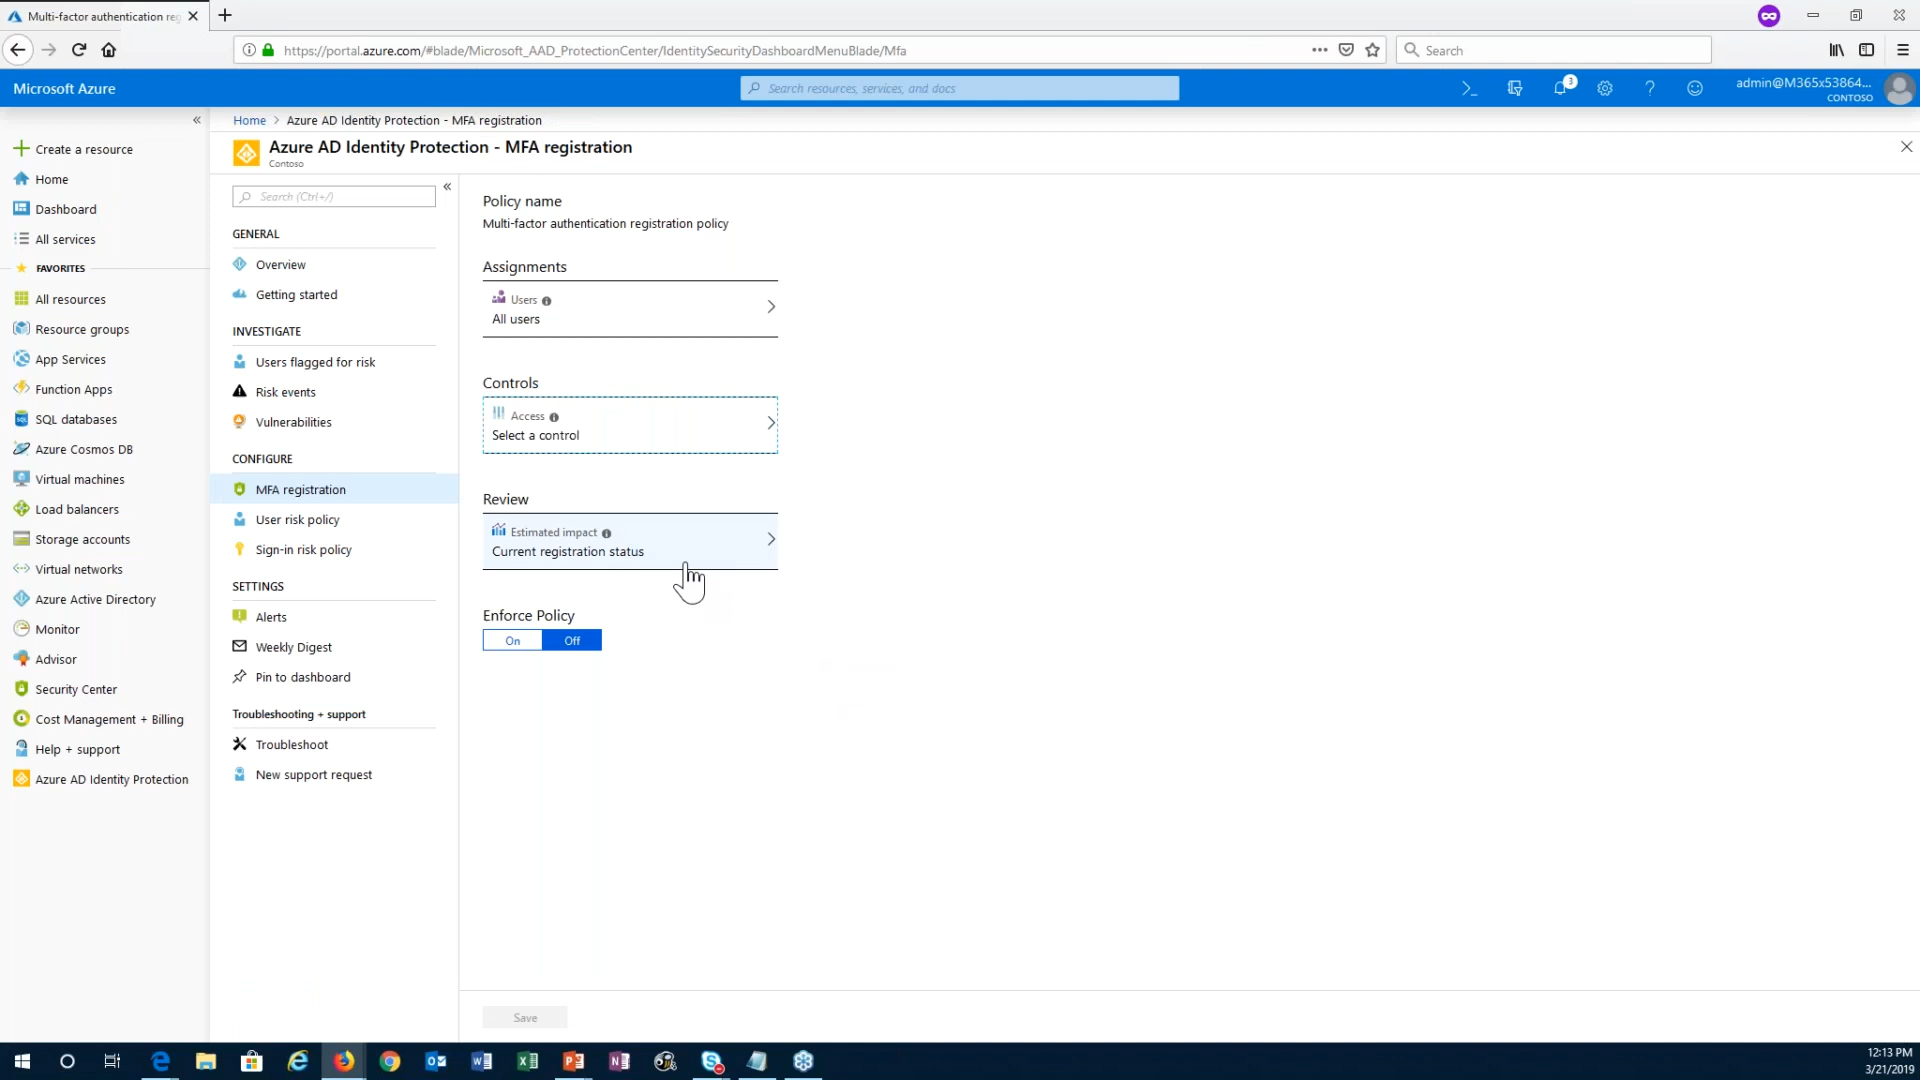 Multi-factor authentication reg
https://portal.azure.com/#blade/Microsoft_AAD_ProtectionCenter/IdentitySecurityDashboardMenuBlade/Mfa
Search
Microsoft Azure
Search resources, services, and docs
3
admin@M365x53864...
CONTOSO
Create a resource
Home
Dashboard
All services
FAVORITES
All resources
Resource groups
App Services
Function Apps
SQL databases
Azure Cosmos DB
Virtual machines
Load balancers
Storage accounts
Virtual networks
Azure Active Directory
Monitor
Advisor
Security Center
Cost Management + Billing
Help + support
Azure AD Identity Protection
Home > Azure AD Identity Protection - MFA registration
Azure AD Identity Protection - MFA registration
Contoso
Search (Ctrl+/)
GENERAL
Overview
Getting started
INVESTIGATE
Users flagged for risk
Risk events
Vulnerabilities
CONFIGURE
MFA registration
User risk policy
Sign-in risk policy
SETTINGS
Alerts
Weekly Digest
Pin to dashboard
Troubleshooting + support
Troubleshoot
New support request
Policy name
Multi-factor authentication registration policy
Assignments
Users
All users
Controls
Access
Select a control
Review
Estimated impact
Current registration status
Enforce Policy
On Off
Save
12:13 PM
3/21/2019